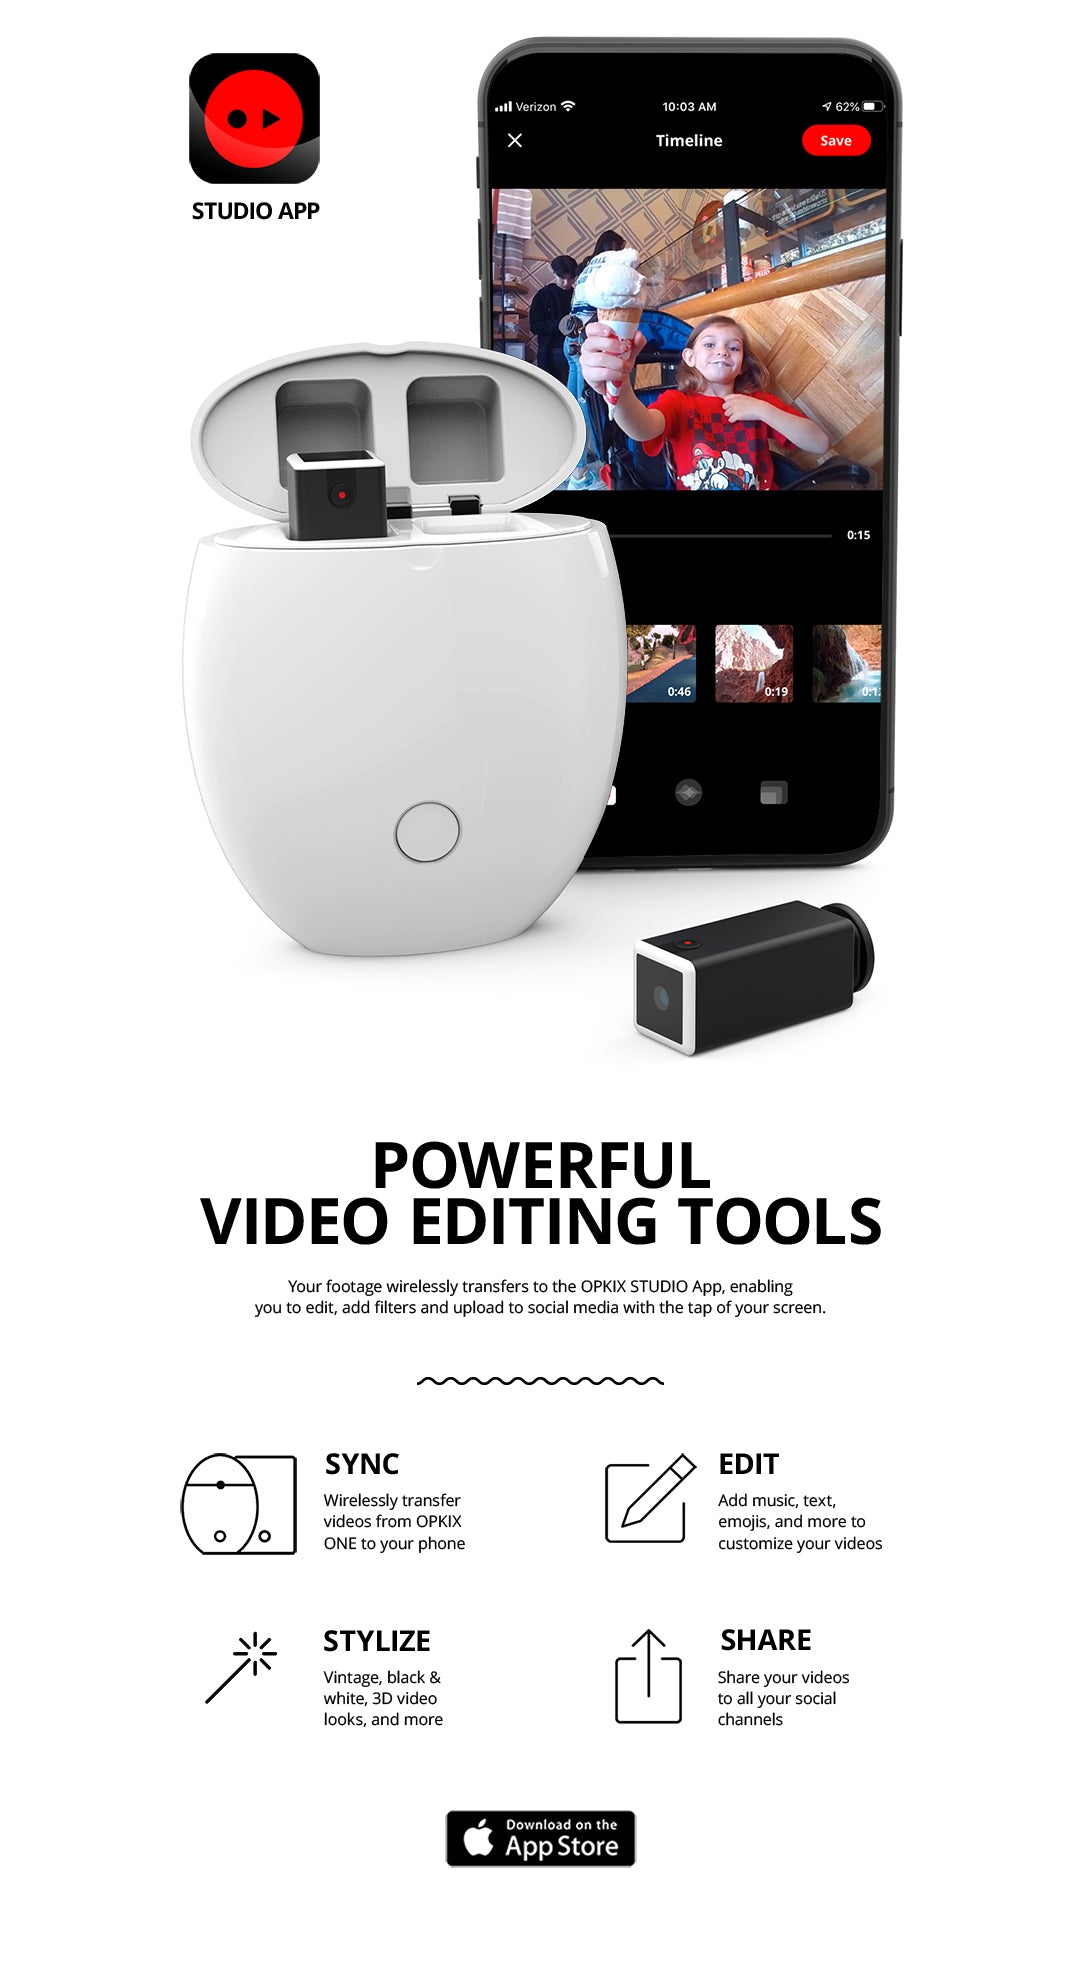 STUDIO APP
Verizon
10:03 AM
62%
Timeline
Save
0:15
0:46
0:19
POWERFUL
VIDEO EDITING TOOLS
Your footage wirelessly transfers to the OPKIX STUDIO App, enabling
you to edit, add filters and upload to social media with the tap of your screen.
SYNC
Wirelessly transfer
videos from OPKIX
ONE to your phone
EDIT
Add music, text,
emojis, and more to
customize your videos
STYLIZE
Vintage, black &
white, 3D video
looks, and more
SHARE
Share your videos
to all your social
channels
Download on the
App Store